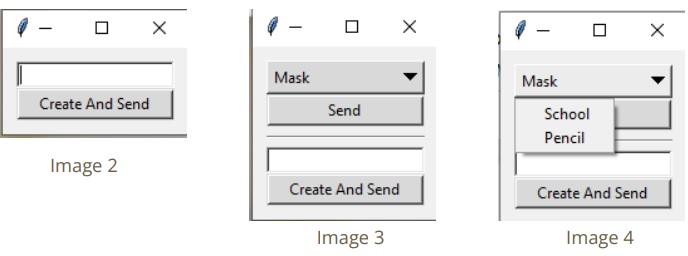 Create And Send
Image 2
Mask
Send
Create And Send
Image 3
Mask
School
Pencil
Create And Send
Image 4